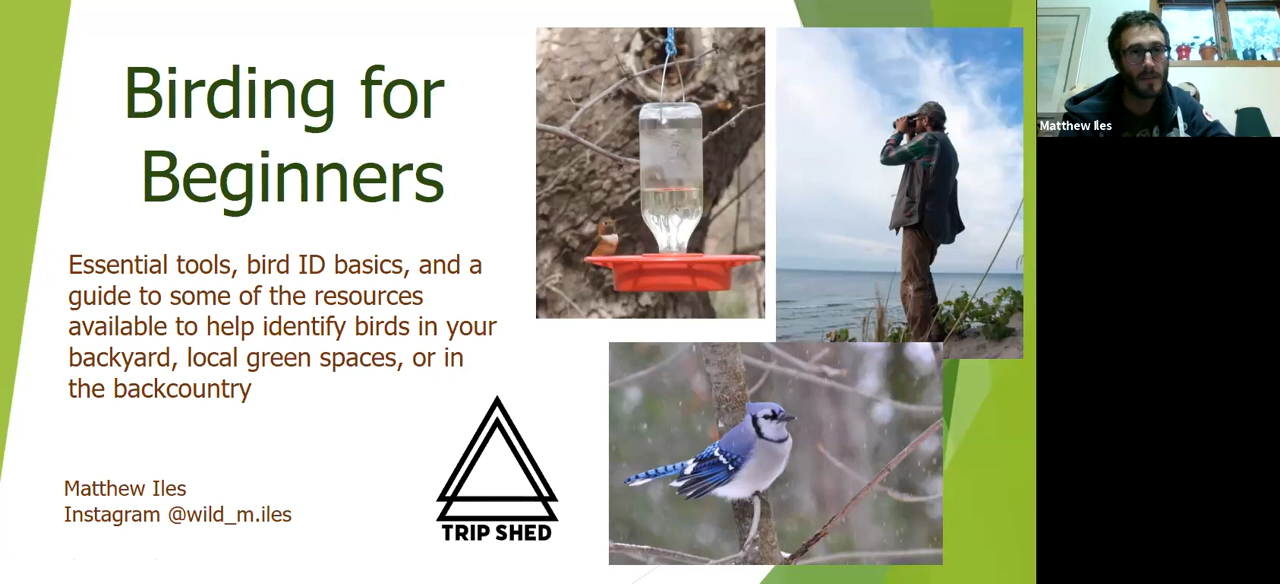 Birding for
Beginners
Essential tools, bird ID basics, and a
guide to some of the resources
available to help identify birds in your
backyard, local green spaces, or in
the backcountry
Matthew Iles
Instagram @wild_m.iles
TRIP SHED
Matthew Iles